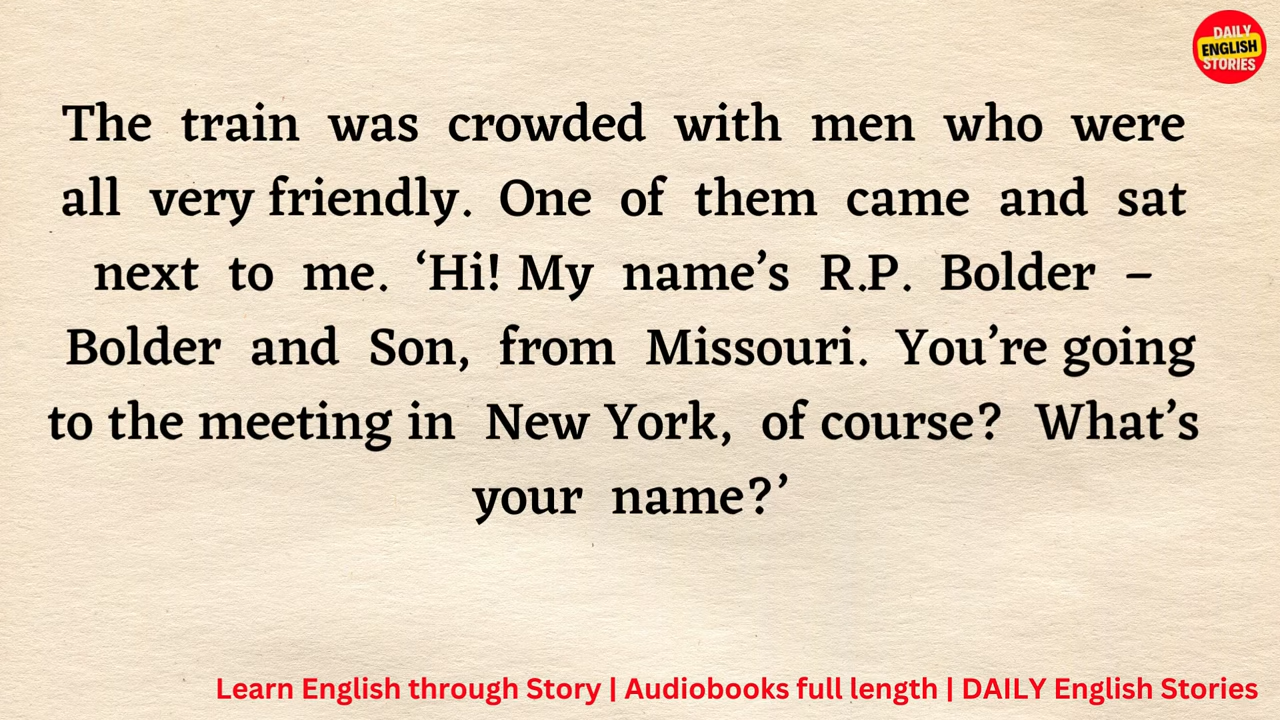 DAILY
ENGLISH
STORIES
The train was crowded with men who were
all very friendly. One of them came and sat
next to me. ‘Hi! My name’s R.P. Bolder –
Bolder and Son, from Missouri. You’re going
to the meeting in New York, of course? What’s
your name?’
Learn English through Story | Audiobooks full length | DAILY English Stories